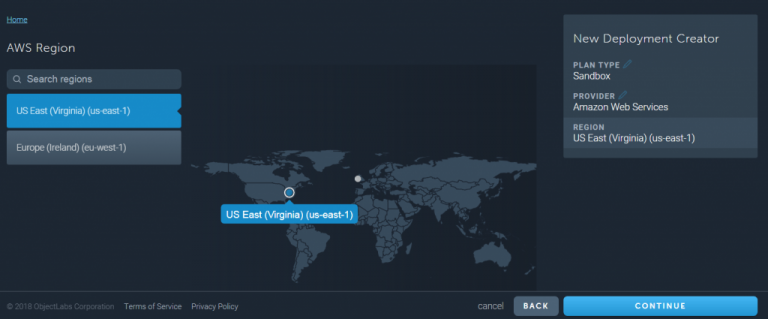 Home
AWS Region
Search regions
US East (Virginia) (us-east-1)
Europe (Ireland) (eu-west-1)
US East (Virginia) (us-east-1)
New Deployment Creator
PLAN TYPE
Sandbox
PROVIDER
Amazon Web Services
REGION
US East (Virginia) (us-east-1)
© 2018 ObjectLabs Corporation Terms of Service Privacy Policy
cancel BACK CONTINUE